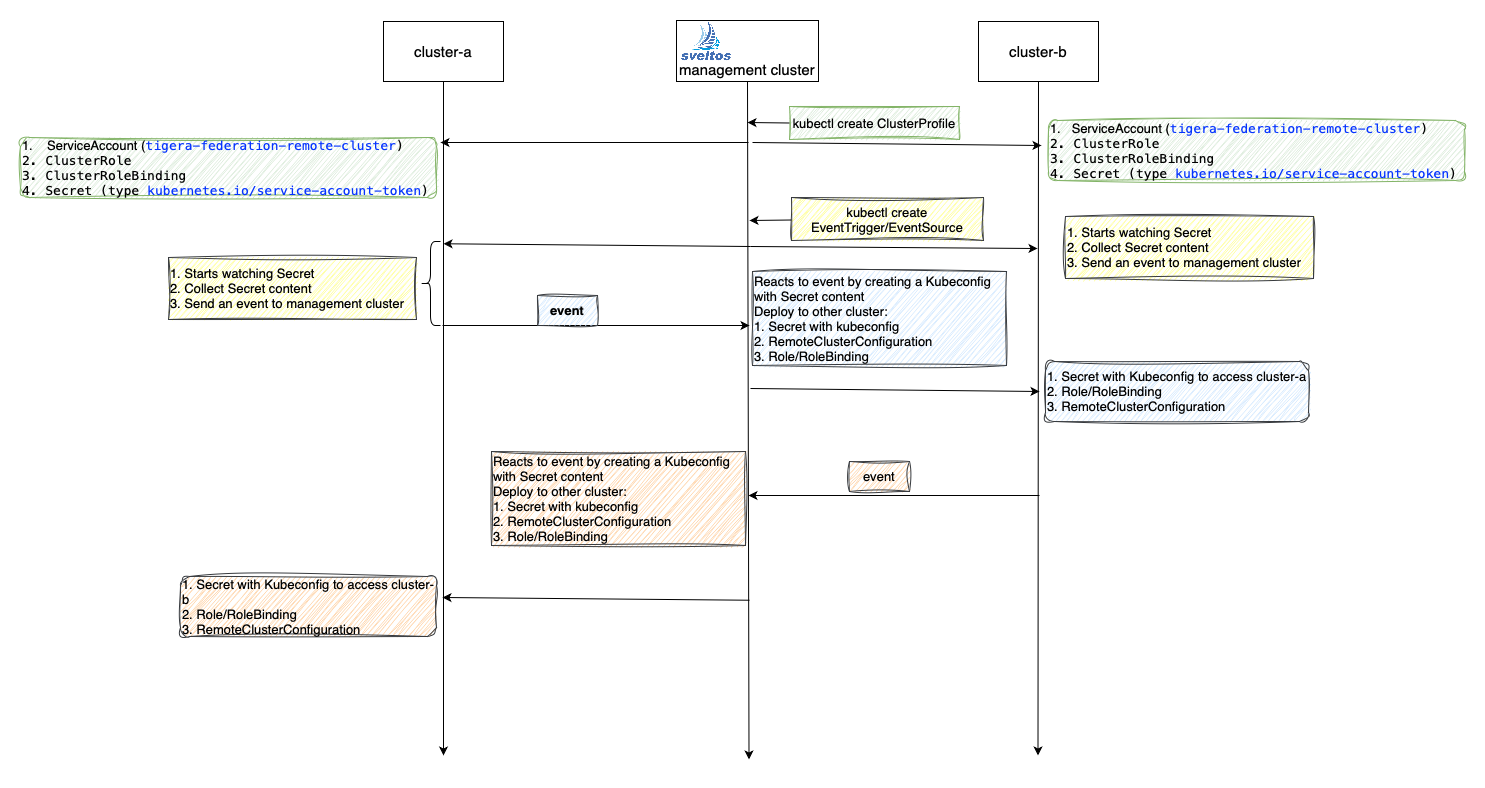 cluster-a
sveltos
management cluster
cluster-b
kubectl create ClusterProfile
1. ServiceAccount (tigera-federation-remote-cluster)
2. ClusterRole
3. ClusterRoleBinding
4. Secret (type kubernetes.io/service-account-token)
1. ServiceAccount (tigera-federation-remote-cluster)
2. ClusterRole
3. ClusterRoleBinding
4. Secret (type kubernetes.io/service-account-token)
kubectl create
EventTrigger/EventSource
1. Starts watching Secret
2. Collect Secret content
3. Send an event to management cluster
1. Starts watching Secret
2. Collect Secret content
3. Send an event to management cluster
event
Reacts to event by creating a Kubeconfig
with Secret content
Deploy to other cluster:
1. Secret with kubeconfig
2. RemoteClusterConfiguration
3. Role/RoleBinding
1. Secret with Kubeconfig to access cluster-a
2. Role/RoleBinding
3. RemoteClusterConfiguration
Reacts to event by creating a Kubeconfig
with Secret content
Deploy to other cluster:
1. Secret with kubeconfig
2. RemoteClusterConfiguration
3. Role/RoleBinding
event
1. Secret with Kubeconfig to access cluster-
b
2. Role/RoleBinding
3. RemoteClusterConfiguration